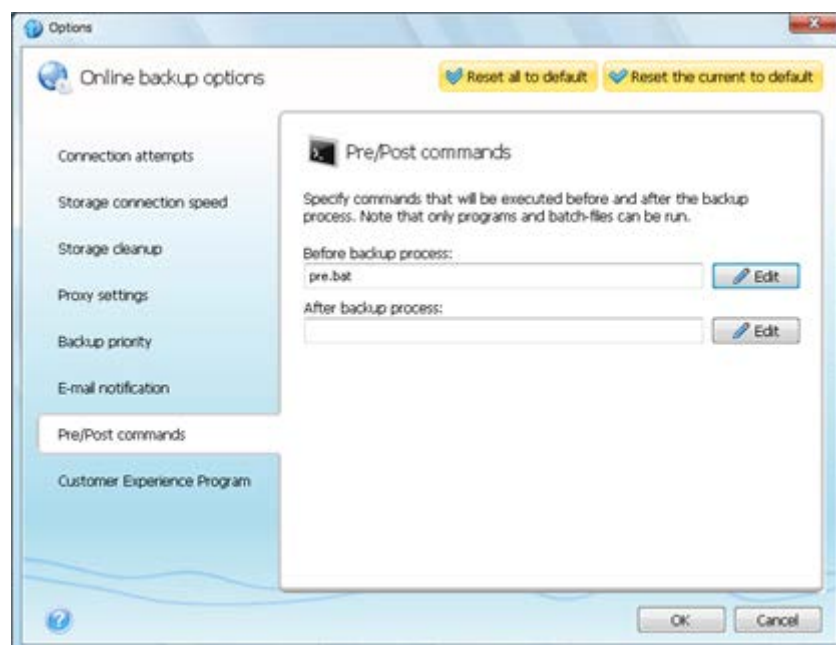 Options
Online backup options
Reset all to default
Reset the current to default
Connection attempts
Storage connection speed
Storage cleanup
Proxy settings
Backup priority
E-mail notification
Pre/Post commands
Customer Experience Program
Pre/Post commands
Specify commands that will be executed before and after the backup
process. Note that only programs and batch-files can be run.
Before backup process:
pre.bat
Edit
After backup process:
Edit
OK
Cancel